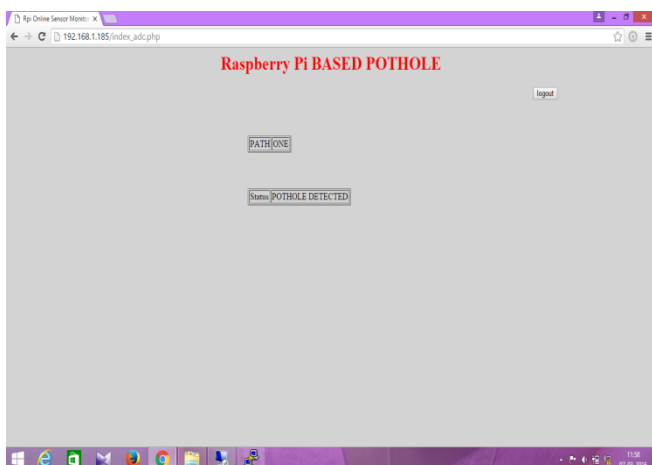 Rpi Online Sensor Monitor
192.168.1.185/index_adc.php
Raspberry Pi BASED POTHOLE
logout
PATH ONE
Status POTHOLE DETECTED
11:58